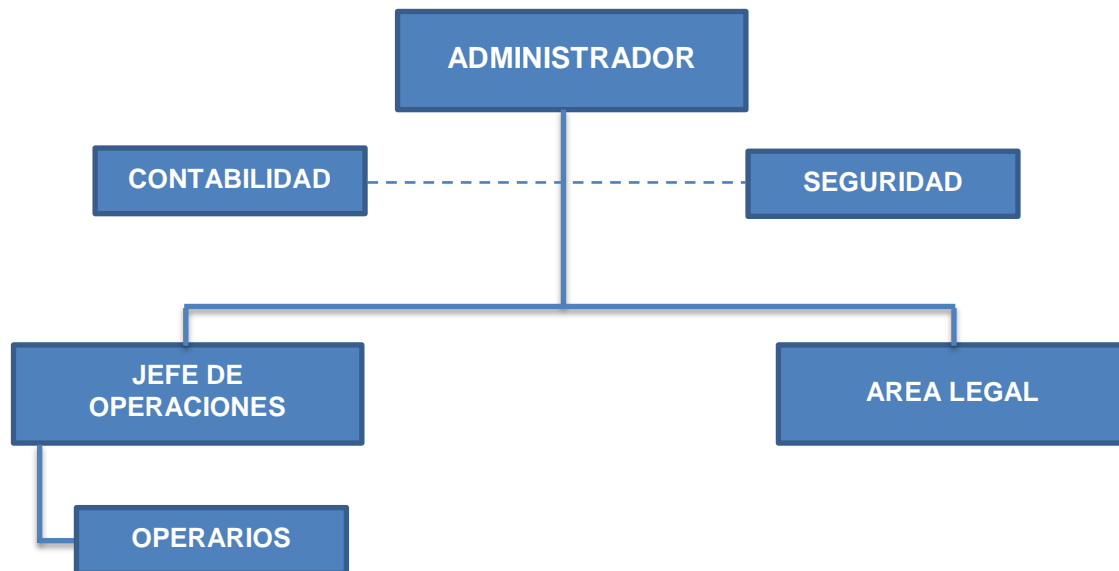 ADMINISTRADOR
CONTABILIDAD
SEGURIDAD
JEFE DE
OPERACIONES
AREA LEGAL
OPERARIOS